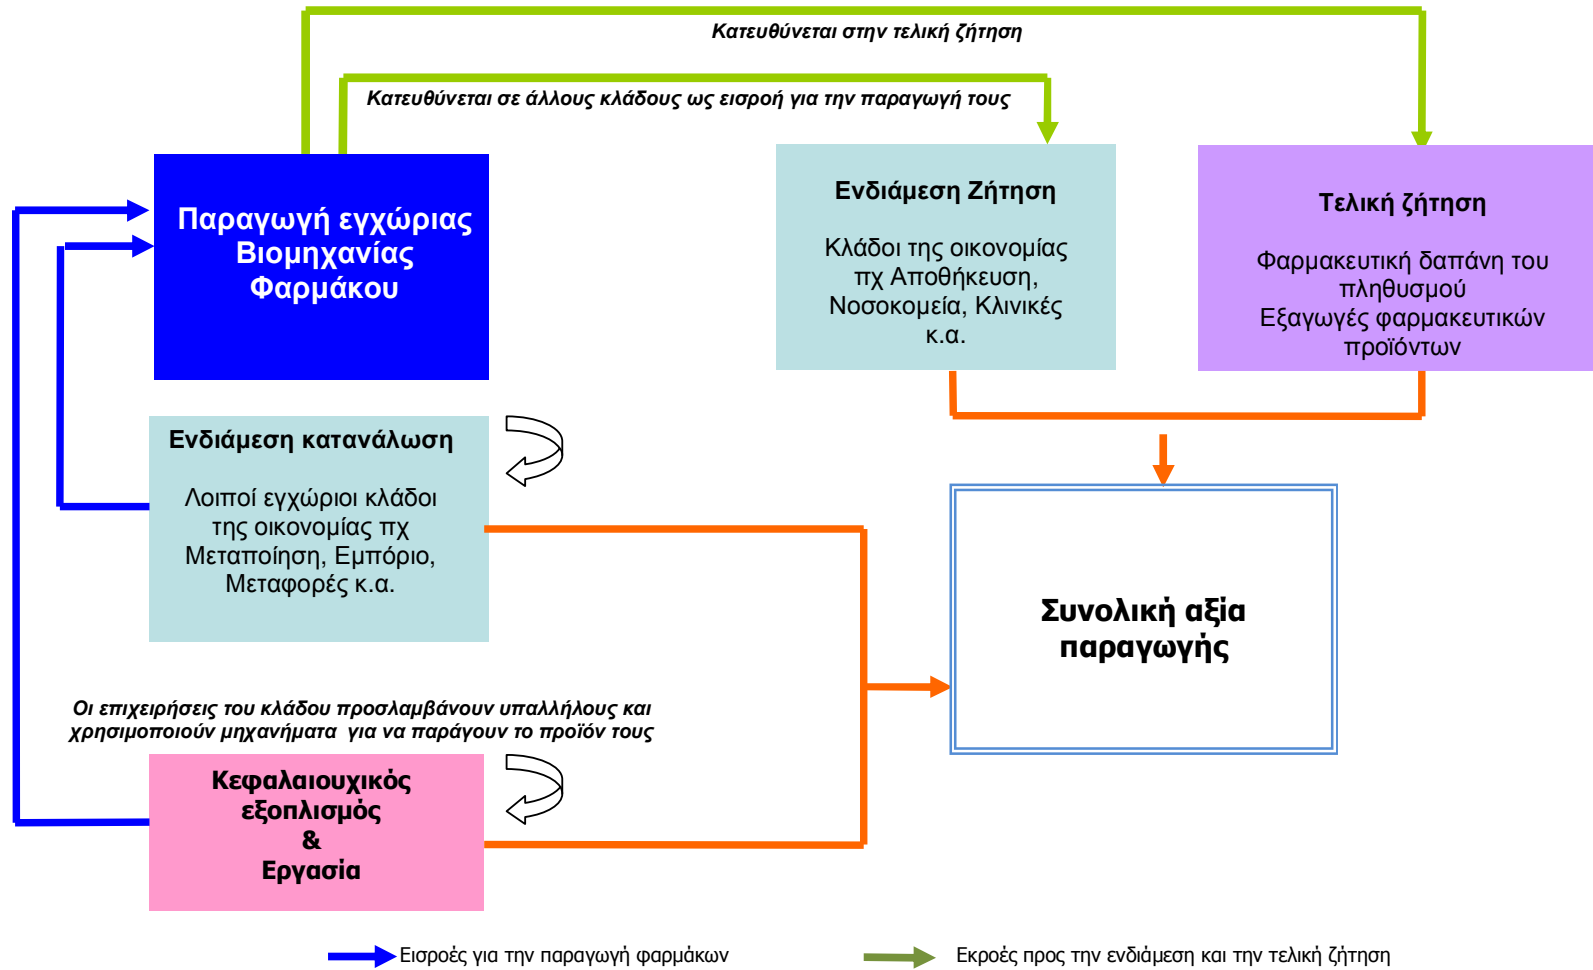 Κατευθύνεται στην τελική ζήτηση
Κατευθύνεται σε άλλους κλάδους ως εισροή για την παραγωγή τους
Παραγωγή εγχώριας
Βιομηχανίας
Φαρμάκου
Ενδιάμεση Ζήτηση
Κλάδοι της οικονομίας
πχ Αποθήκευση,
Νοσοκομεία, Κλινικές
κ.α.
Τελική ζήτηση
Φαρμακευτική δαπάνη του
πληθυσμού
Εξαγωγές φαρμακευτικών
προϊόντων
Ενδιάμεση κατανάλωση
Λοιποί εγχώριοι κλάδοι
της οικονομίας πχ
Μεταποίηση, Εμπόριο,
Μεταφορές κ.α.
Συνολική αξία
παραγωγής
Οι επιχειρήσεις του κλάδου προσλαμβάνουν υπαλλήλους και
χρησιμοποιούν μηχανήματα για να παράγουν το προϊόν τους
Κεφαλαιουχικός
εξοπλισμός
&
Εργασία
Εισροές για την παραγωγή φαρμάκων
Εκροές προς την ενδιάμεση και την τελική ζήτηση